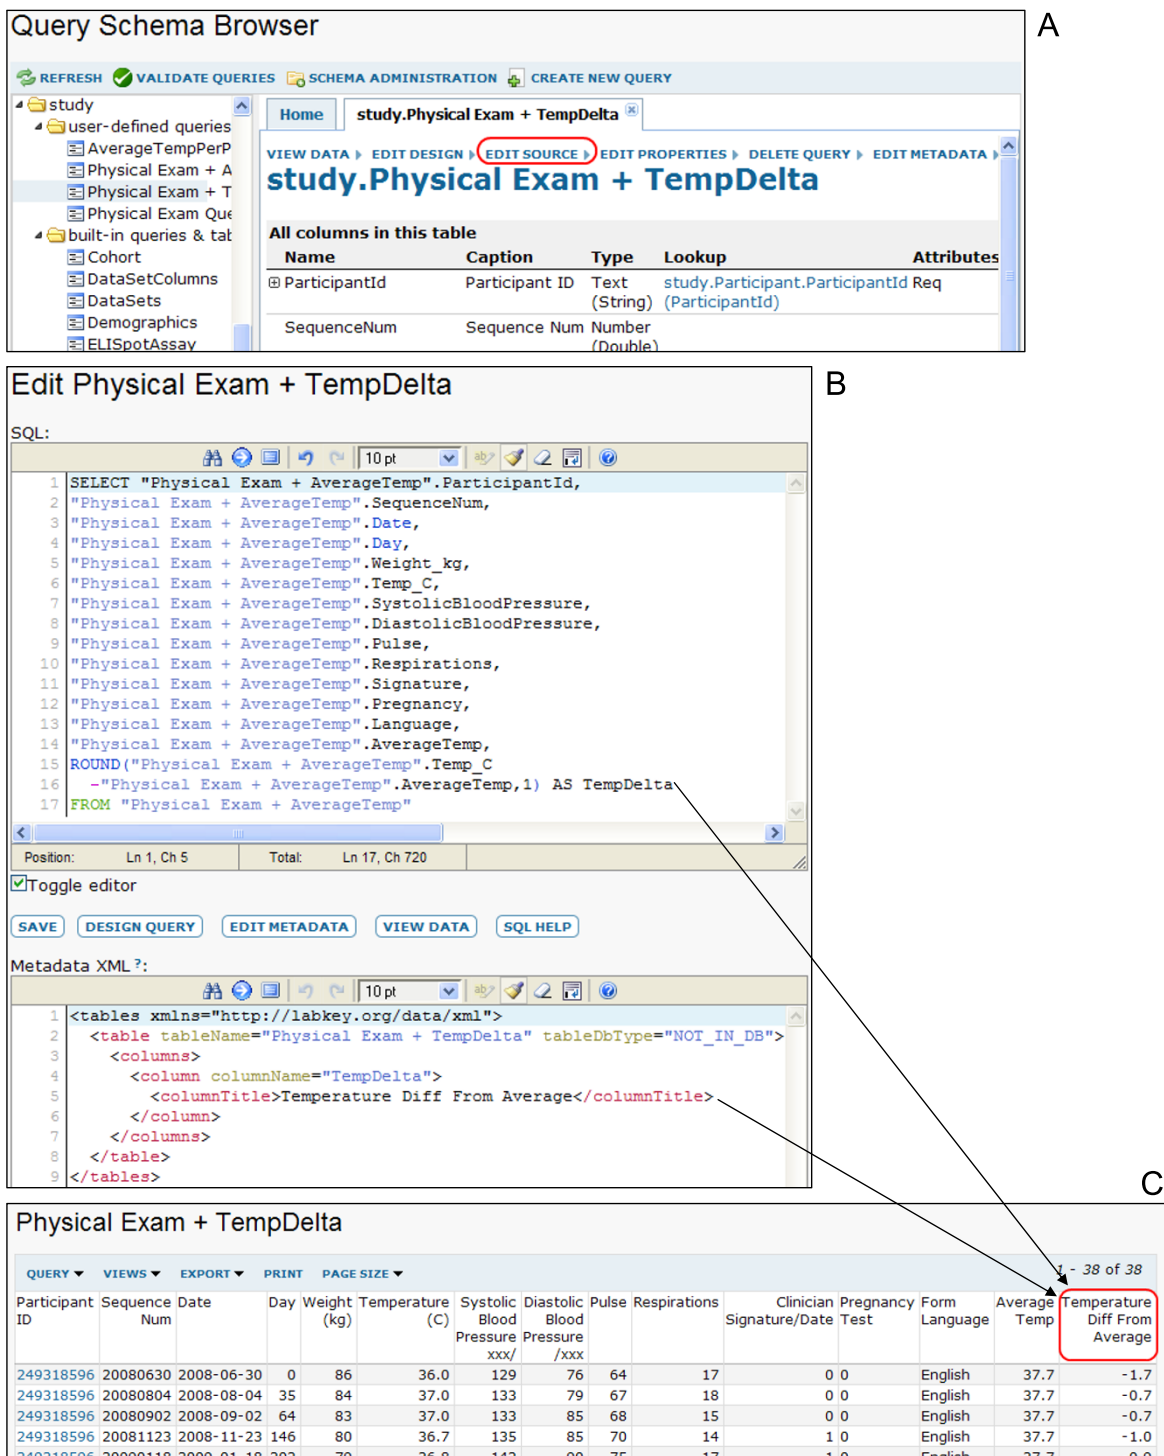 Query Schema Browser
A
REFRESH VALIDATE QUERIES SCHEMA ADMINISTRATION CREATE NEW QUERY
study
user-defined queries
AverageTempPerP
Physical Exam + A
Physical Exam + T
Physical Exam Que
built-in queries & tab
Cohort
DataSetColumns
DataSets
Demographics
ELISpotAssay
Home study.Physical Exam + TempDelta
VIEW DATA EDIT DESIGN EDIT SOURCE EDIT PROPERTIES DELETE QUERY EDIT METADATA
study.Physical Exam + TempDelta
All columns in this table
Name Caption Type Lookup Attributes
ParticipantId Participant ID Text study.Participant.ParticipantId Req
(String) (ParticipantId)
SequenceNum Sequence Num Number
(Double)
Edit Physical Exam + TempDelta
B
SQL:
10 pt
1 SELECT "Physical Exam + AverageTemp".ParticipantId,
2 "Physical Exam + AverageTemp".SequenceNum,
3 "Physical Exam + AverageTemp".Date,
4 "Physical Exam + AverageTemp".Day,
5 "Physical Exam + AverageTemp".Weight_kg,
6 "Physical Exam + AverageTemp".Temp_C,
7 "Physical Exam + AverageTemp".SystolicBloodPressure,
8 "Physical Exam + AverageTemp".DiastolicBloodPressure,
9 "Physical Exam + AverageTemp".Pulse,
10 "Physical Exam + AverageTemp".Respirations,
11 "Physical Exam + AverageTemp".Signature,
12 "Physical Exam + AverageTemp".Pregnancy,
13 "Physical Exam + AverageTemp".Language,
14 "Physical Exam + AverageTemp".AverageTemp,
15 ROUND("Physical Exam + AverageTemp".Temp_C
16 -"Physical Exam + AverageTemp".AverageTemp,1) AS TempDelta
17 FROM "Physical Exam + AverageTemp"
Position: Ln 1, Ch 5 Total: Ln 17, Ch 720
Toggle editor
SAVE DESIGN QUERY EDIT METADATA VIEW DATA SQL HELP
Metadata XML ?:
10 pt
1 <tables xmlns="http://labkey.org/data/xml">
2 <table tableName="Physical Exam + TempDelta" tableDbType="NOT_IN_DB">
3 <columns>
4 <column columnName="TempDelta">
5 <columnTitle>Temperature Diff From Average</columnTitle>
6 </column>
7 </columns>
8 </table>
9 </tables>
C
Physical Exam + TempDelta
QUERY VIEWS EXPORT PRINT PAGE SIZE 1 - 38 of 38
Participant Sequence Date Day Weight Temperature Systolic Diastolic Pulse Respirations Clinician Pregnancy Form Average Temperature
ID Num (kg) (C) Blood Blood Signature/Date Test Language Temp Diff From
Pressure Pressure Average
xxx/ /xxx
249318596 20080630 2008-06-30 0 86 36.0 129 76 64 17 0 0 English 37.7 -1.7
249318596 20080804 2008-08-04 35 84 37.0 133 79 67 18 0 0 English 37.7 -0.7
249318596 20080902 2008-09-02 64 83 37.0 133 85 68 15 0 0 English 37.7 -0.7
249318596 20081123 2008-11-23 146 80 36.7 135 85 70 14 1 0 English 37.7 -1.0